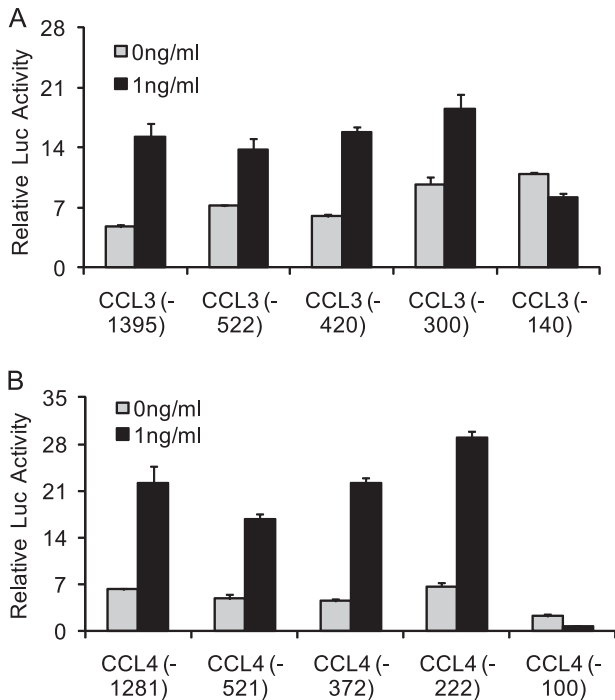 A
Relative Luc Activity
28
21
14
7
0
0ng/ml
1ng/ml
CCL3 (-
1395)
CCL3 (-
522)
CCL3 (-
420)
CCL3 (-
300)
CCL3 (-
140)
B
Relative Luc Activity
35
28
21
14
7
0
0ng/ml
1ng/ml
CCL4 (-
1281)
CCL4 (-
521)
CCL4 (-
372)
CCL4 (-
222)
CCL4 (-
100)